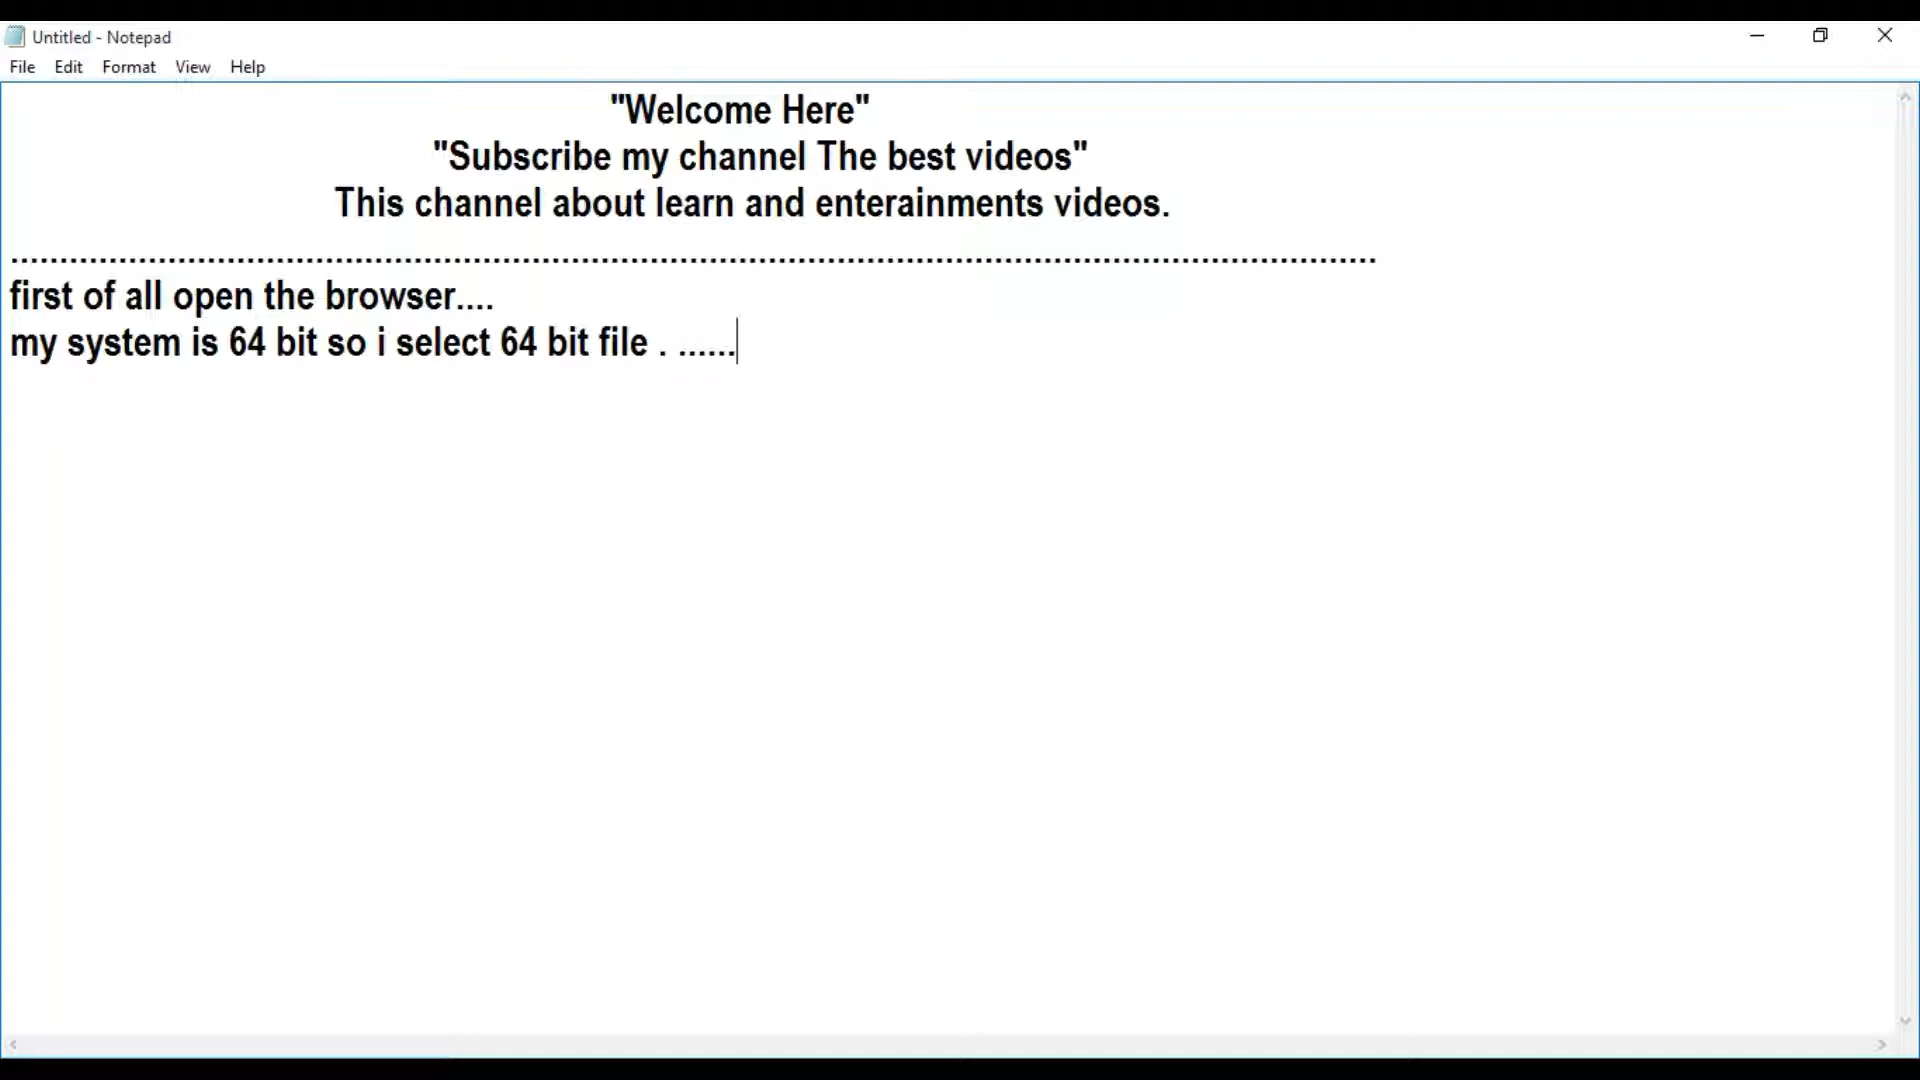 Untitled - Notepad
File Edit Format View Help
"Welcome Here"
"Subscribe my channel The best videos"
This channel about learn and enterainments videos.
...........................................................................................................................................
first of all open the browser....
my system is 64 bit so i select 64 bit file . ......